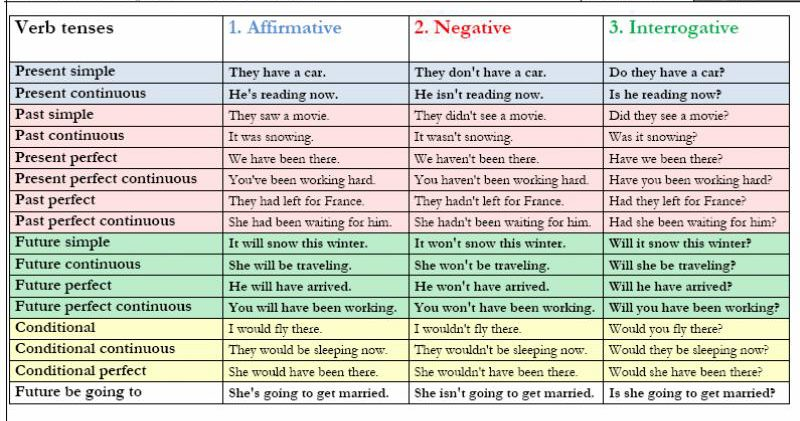 Verb tenses 1. Affirmative 2. Negative 3. Interrogative
Present simple They have a car. They don't have a car. Do they have a car?
Present continuous He's reading now. He isn't reading now. Is he reading now?
Past simple They saw a movie. They didn't see a movie. Did they see a movie?
Past continuous It was snowing. It wasn't snowing. Was it snowing?
Present perfect We have been there. We haven't been there. Have we been there?
Present perfect continuous You've been working hard. You haven't been working hard. Have you been working hard?
Past perfect They had left for France. They hadn't left for France. Had they left for France?
Past perfect continuous She had been waiting for him. She hadn't been waiting for him. Had she been waiting for him?
Future simple It will snow this winter. It won't snow this winter. Will it snow this winter?
Future continuous She will be traveling. She won't be traveling. Will she be traveling?
Future perfect He will have arrived. He won't have arrived. Will he have arrived?
Future perfect continuous You will have been working. You won't have been working. Will you have been working?
Conditional I would fly there. I wouldn't fly there. Would you fly there?
Conditional continuous They would be sleeping now. They wouldn't be sleeping now. Would they be sleeping now?
Conditional perfect She would have been there. She wouldn't have been there. Would she have been there?
Future be going to She's going to get married. She isn't going to get married. Is she going to get married?